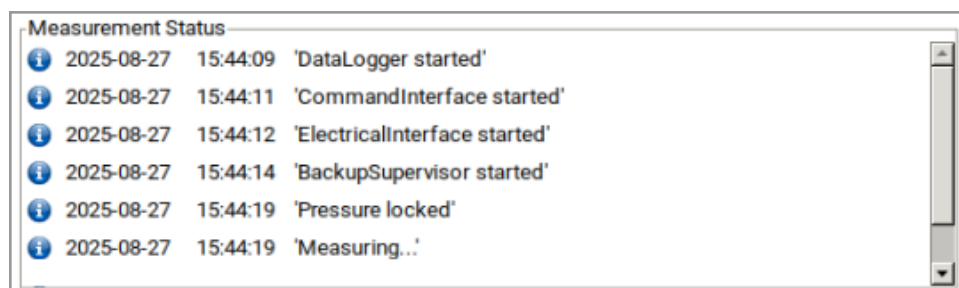 Measurement Status
2025-08-27 15:44:09 'DataLogger started'
2025-08-27 15:44:11 'CommandInterface started'
2025-08-27 15:44:12 'ElectricalInterface started'
2025-08-27 15:44:14 'BackupSupervisor started'
2025-08-27 15:44:19 'Pressure locked'
2025-08-27 15:44:19 'Measuring...'